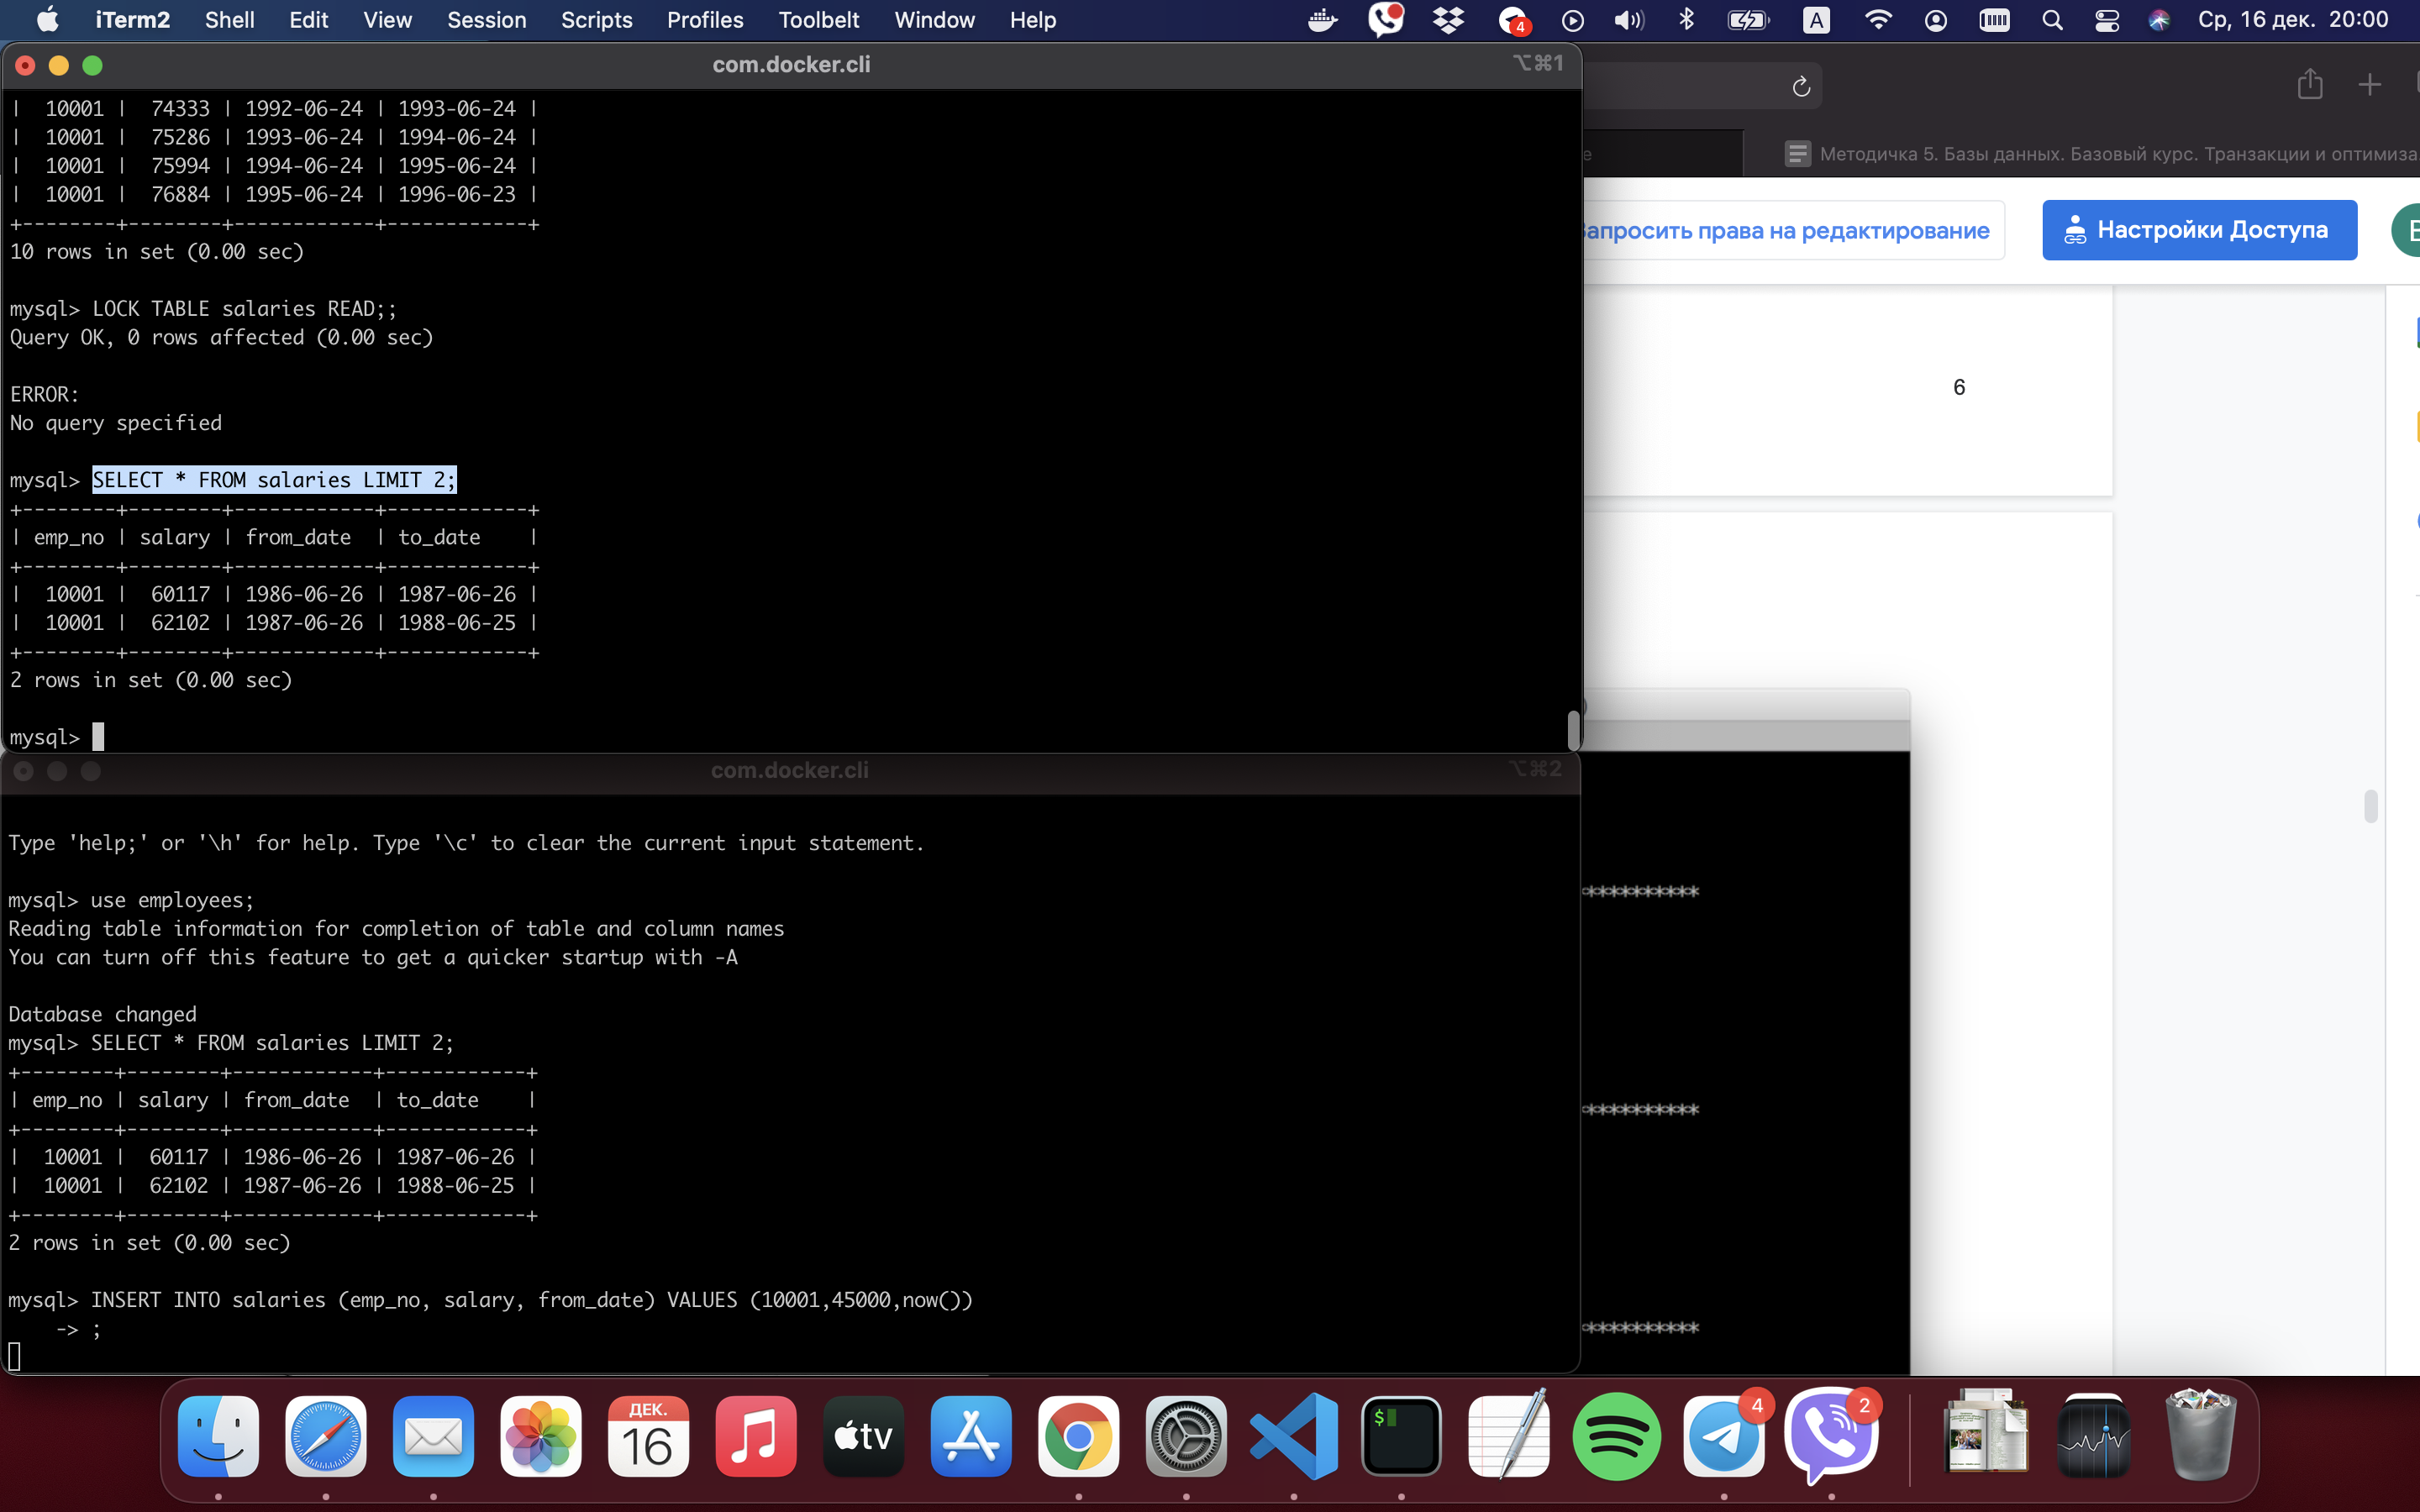 iTerm2 Shell Edit View Session Scripts Profiles Toolbelt Window Help 4 A Ср, 16 дек. 20:00
com.docker.cli ⌥⌘1
| 10001 | 74333 | 1992-06-24 | 1993-06-24 |
| 10001 | 75286 | 1993-06-24 | 1994-06-24 |
| 10001 | 75994 | 1994-06-24 | 1995-06-24 |
| 10001 | 76884 | 1995-06-24 | 1996-06-23 |
+--------+--------+------------+------------+
10 rows in set (0.00 sec)
mysql> LOCK TABLE salaries READ;;
Query OK, 0 rows affected (0.00 sec)
ERROR:
No query specified
mysql> SELECT * FROM salaries LIMIT 2;
+--------+--------+------------+------------+
| emp_no | salary | from_date | to_date |
+--------+--------+------------+------------+
| 10001 | 60117 | 1986-06-26 | 1987-06-26 |
| 10001 | 62102 | 1987-06-26 | 1988-06-25 |
+--------+--------+------------+------------+
2 rows in set (0.00 sec)
mysql>
com.docker.cli ⌥⌘2
Type 'help;' or '\h' for help. Type '\c' to clear the current input statement.
mysql> use employees;
Reading table information for completion of table and column names
You can turn off this feature to get a quicker startup with -A
Database changed
mysql> SELECT * FROM salaries LIMIT 2;
+--------+--------+------------+------------+
| emp_no | salary | from_date | to_date |
+--------+--------+------------+------------+
| 10001 | 60117 | 1986-06-26 | 1987-06-26 |
| 10001 | 62102 | 1987-06-26 | 1988-06-25 |
+--------+--------+------------+------------+
2 rows in set (0.00 sec)
mysql> INSERT INTO salaries (emp_no, salary, from_date) VALUES (10001,45000,now())
-> ;
е
Методичка 5. Базы данных. Базовый курс. Транзакции и оптимиза
апросить права на редактирование
Настройки Доступа
6
**********
**********
**********
ДЕК.
16
tv
$
4
2